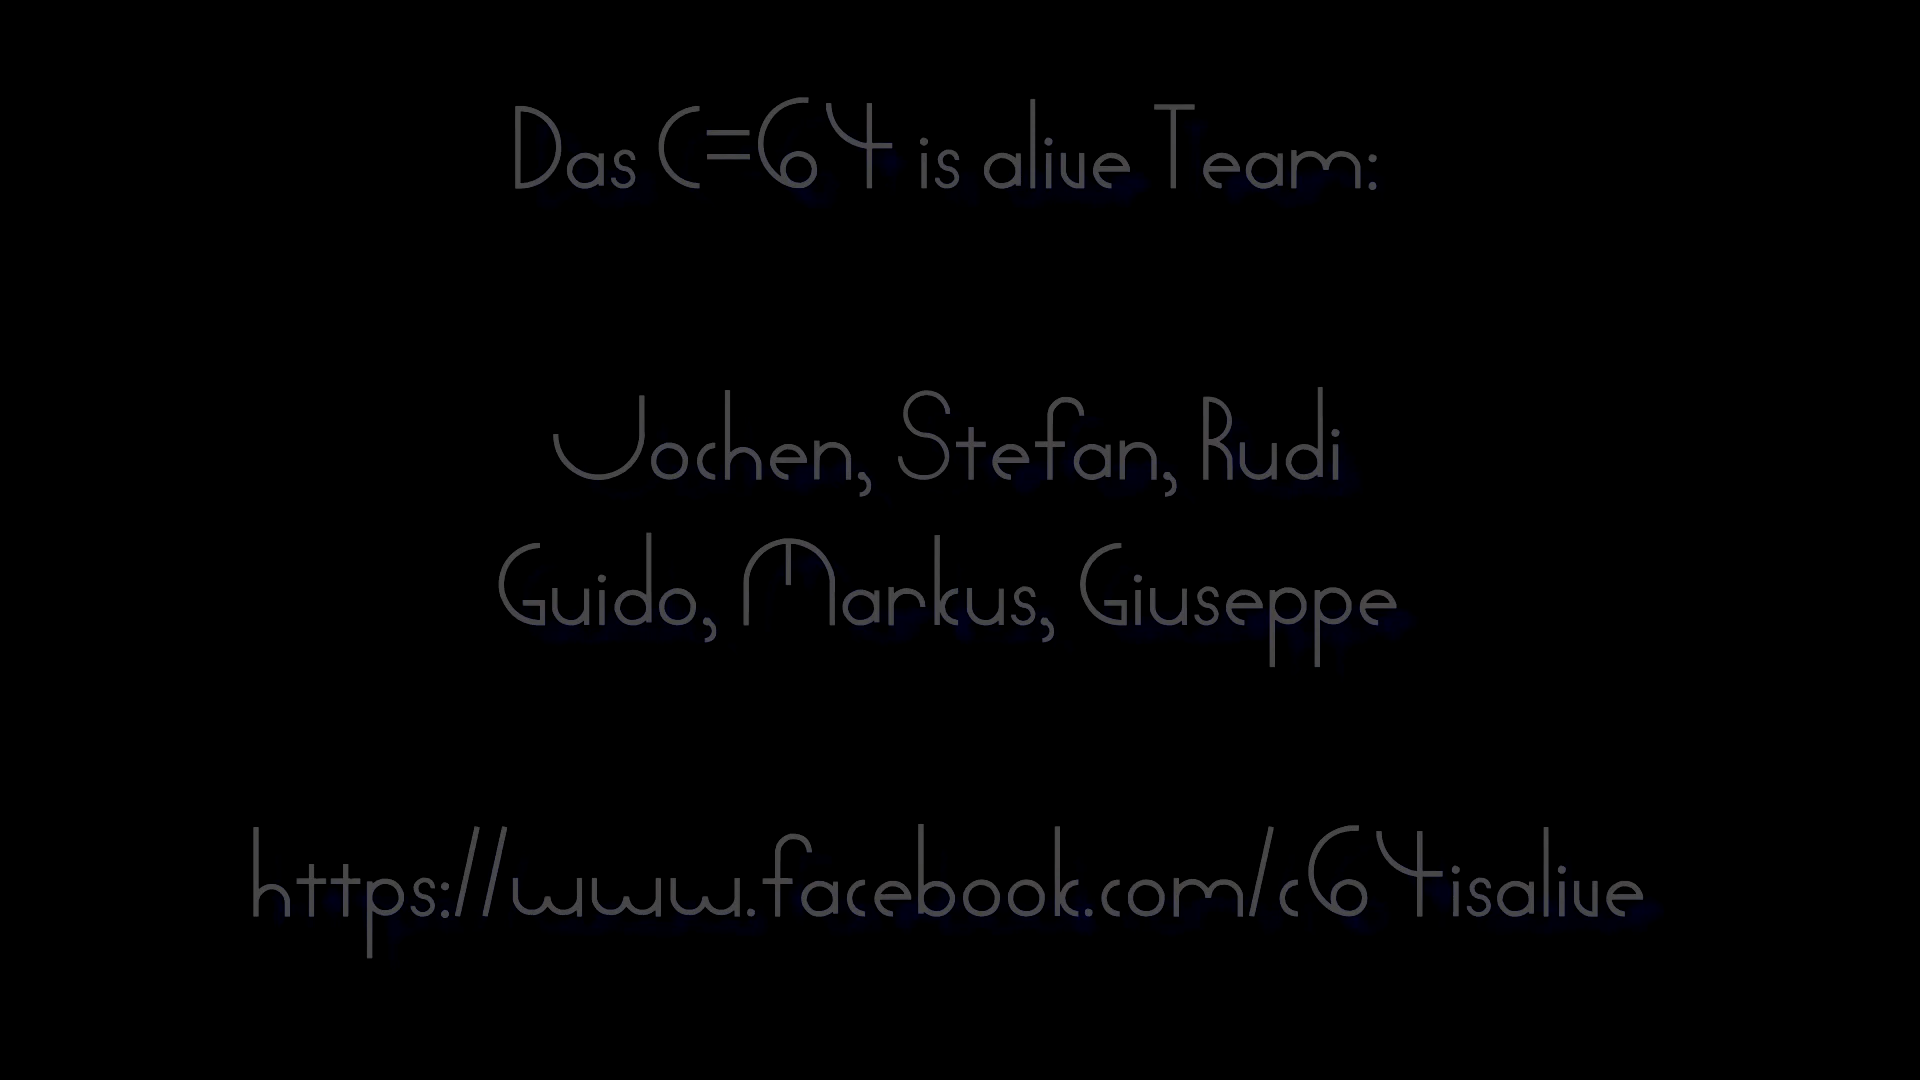 Das C=64 is alive Team:
Jochen, Stefan, Rudi
Guido, Markus, Giuseppe
https://www.facebook.com/c64isalive